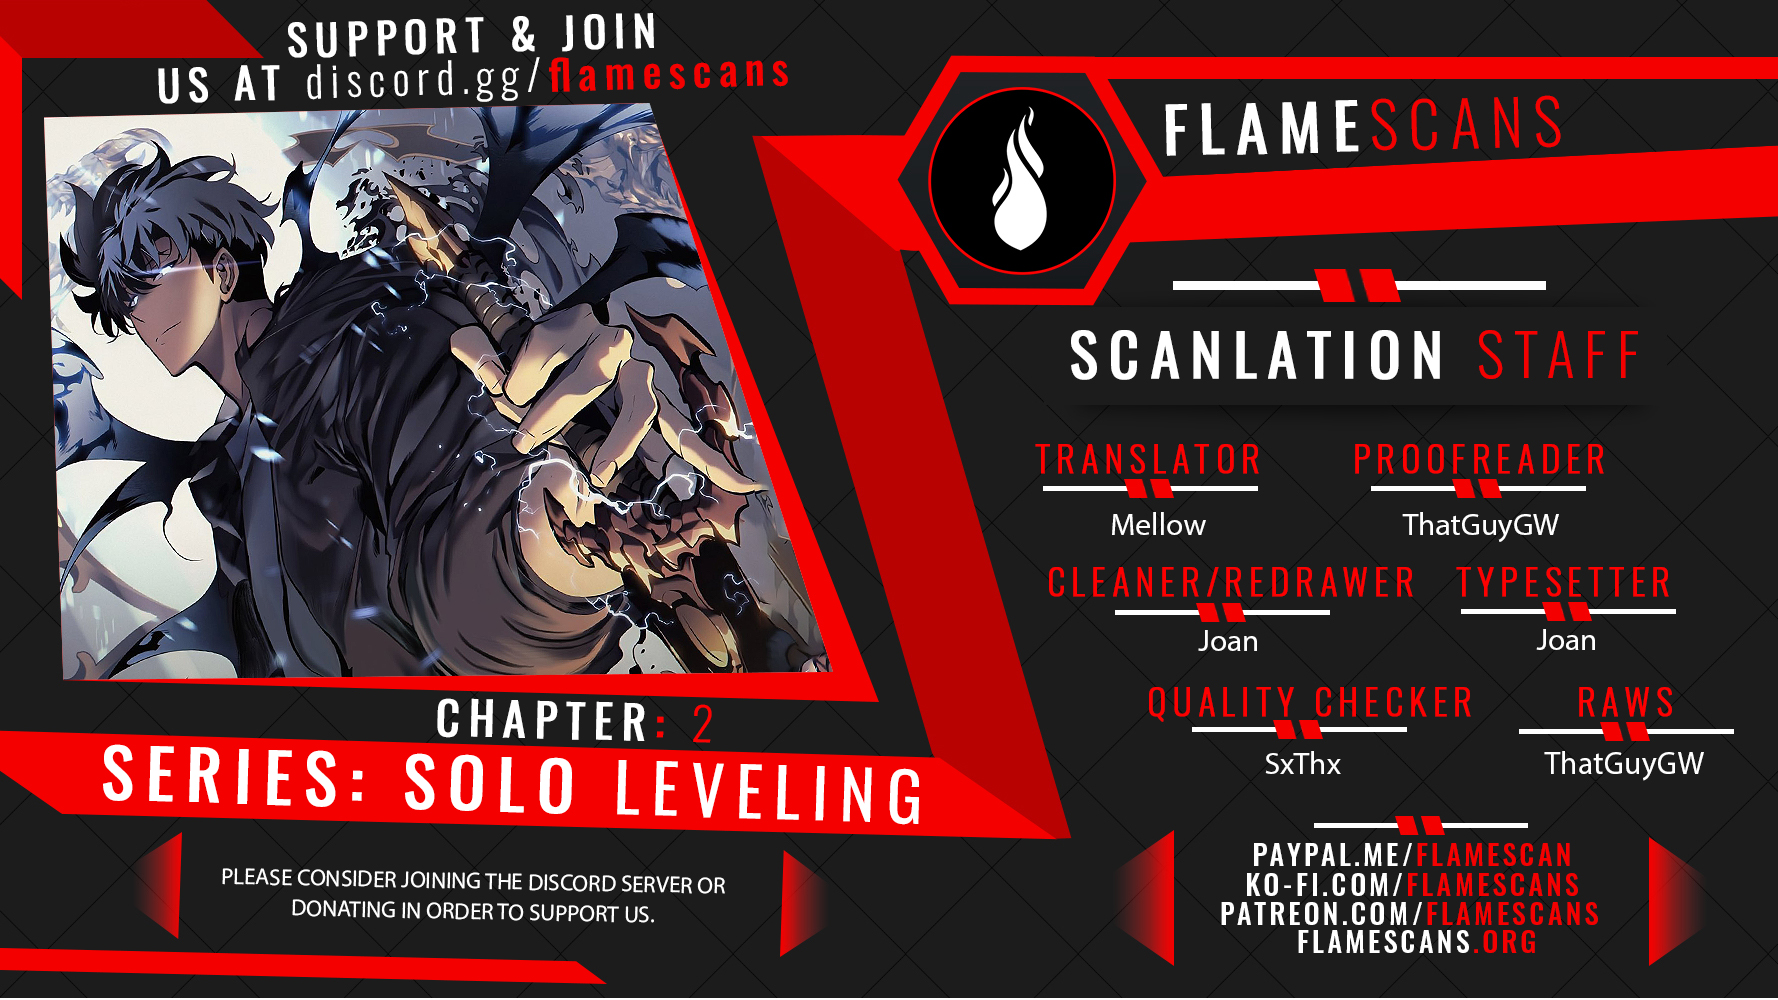 SUPPORT & JOIN
US AT discord.gg/flamescans
CHAPTER: 2
SERIES: SOLO LEVELING
PLEASE CONSIDER JOINING THE DISCORD SERVER OR
DONATING IN ORDER TO SUPPORT US.
FLAMESCANS
SCANLATION STAFF
TRANSLATOR
Mellow
PROOFREADER
ThatGuyGW
CLEANER/REDRAWER
Joan
TYPESETTER
Joan
QUALITY CHECKER
SxThx
RAWS
ThatGuyGW
PAYPAL.ME/FLAMESCAN
KO-FI.COM/FLAMESCANS
PATREON.COM/FLAMESCANS
FLAMESCANS.ORG